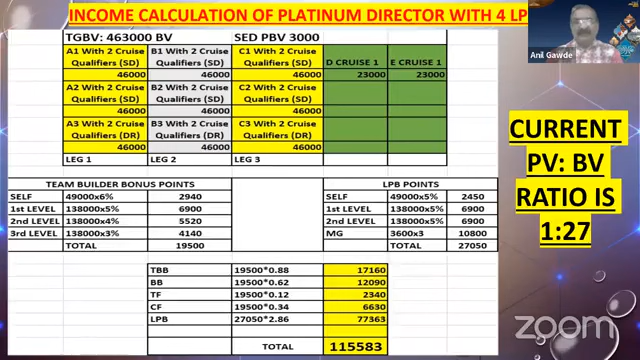 INCOME CALCULATION OF PLATINUM DIRECTOR WITH 4 LP
Anil Gawde
TGBV: 463000 BV SED PBV 3000
A1 With 2 Cruise Qualifiers (SD) B1 With 2 Cruise Qualifiers (SD) C1 With 2 Cruise Qualifiers (SD) D CRUISE 1 E CRUISE 1
46000 46000 46000 23000 23000
A2 With 2 Cruise Qualifiers (SD) B2 With 2 Cruise Qualifiers (SD) C2 With 2 Cruise Qualifiers (SD)
46000 46000 46000
A3 With 2 Cruise Qualifiers (DR) B3 With 2 Cruise Qualifiers (DR) C3 With 2 Cruise Qualifiers (DR)
46000 46000 46000
LEG 1 LEG 2 LEG 3
TEAM BUILDER BONUS POINTS
SELF 49000x6% 2940
1st LEVEL 138000x5% 6900
2nd LEVEL 138000x4% 5520
3rd LEVEL 138000x3% 4140
TOTAL 19500
LPB POINTS
SELF 49000x5% 2450
1st LEVEL 138000x5% 6900
2nd LEVEL 138000x5% 6900
MG 3600x3 10800
TOTAL 27050
TBB 19500*0.88 17160
BB 19500*0.62 12090
TF 19500*0.12 2340
CF 19500*0.34 6630
LPB 27050*2.86 77363
TOTAL 115583
CURRENT
PV: BV
RATIO IS
1:27
zoom